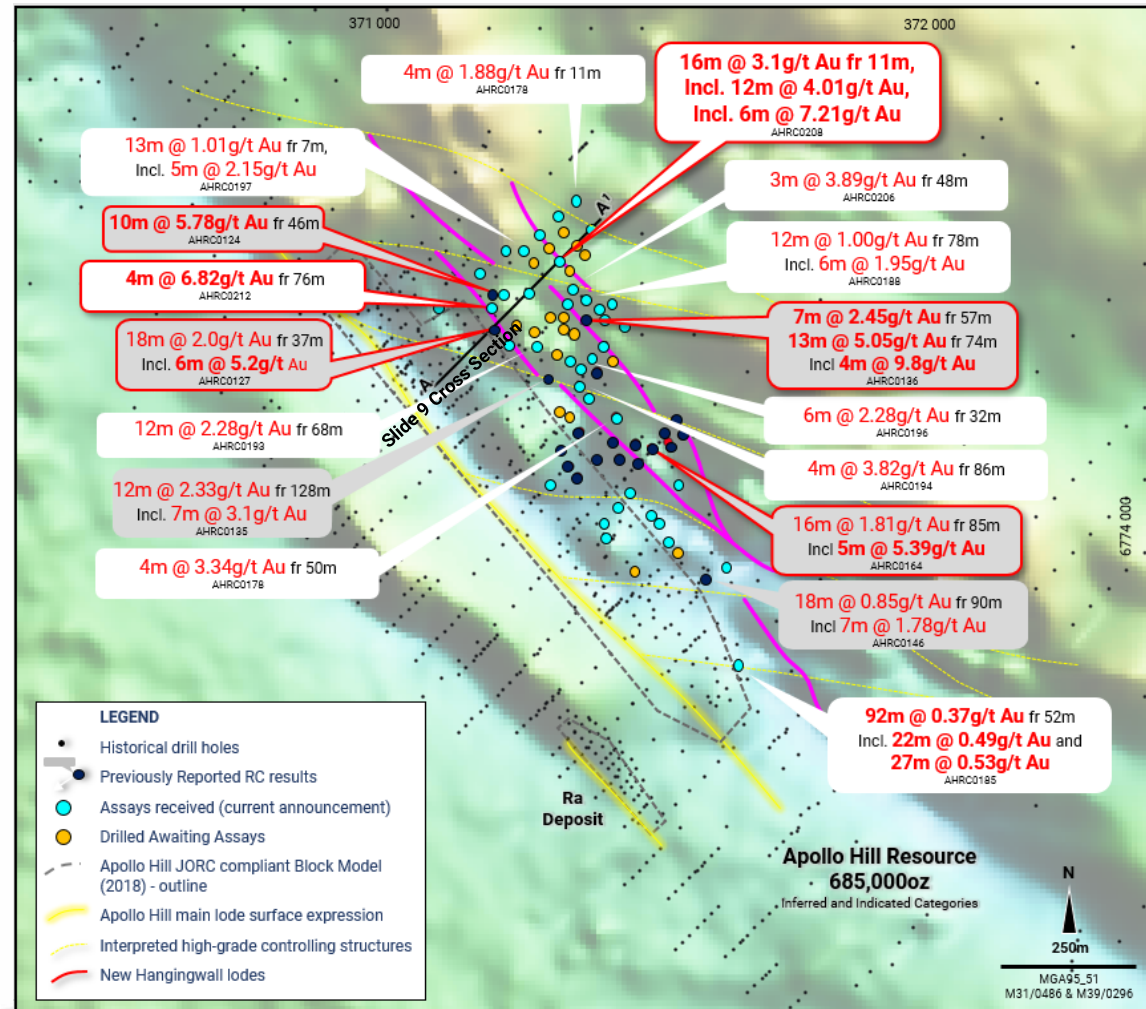 371 000
372 000
4m @ 1.88g/t Au fr 11m
AHRC0178
16m @ 3.1g/t Au fr 11m,
Incl. 12m @ 4.01g/t Au,
Incl. 6m @ 7.21g/t Au
AHRC0208
13m @ 1.01g/t Au fr 7m,
Incl. 5m @ 2.15g/t Au
AHRC0197
3m @ 3.89g/t Au fr 48m
AHRC0206
10m @ 5.78g/t Au fr 46m
AHRC0124
12m @ 1.00g/t Au fr 78m
Incl. 6m @ 1.95g/t Au
AHRC0188
4m @ 6.82g/t Au fr 76m
AHRC0212
18m @ 2.0g/t Au fr 37m
Incl. 6m @ 5.2g/t Au
AHRC0127
7m @ 2.45g/t Au fr 57m
13m @ 5.05g/t Au fr 74m
Incl 4m @ 9.8g/t Au
AHRC0136
A
A¹
Slide 9 Cross Section
12m @ 2.28g/t Au fr 68m
AHRC0193
6m @ 2.28g/t Au fr 32m
AHRC0196
12m @ 2.33g/t Au fr 128m
Incl. 7m @ 3.1g/t Au
AHRC0135
4m @ 3.82g/t Au fr 86m
AHRC0194
4m @ 3.34g/t Au fr 50m
AHRC0178
16m @ 1.81g/t Au fr 85m
Incl 5m @ 5.39g/t Au
AHRC0164
6774 000
18m @ 0.85g/t Au fr 90m
Incl 7m @ 1.78g/t Au
AHRC0146
92m @ 0.37g/t Au fr 52m
Incl. 22m @ 0.49g/t Au and
27m @ 0.53g/t Au
AHRC0185
LEGEND
Historical drill holes
Previously Reported RC results
Assays received (current announcement)
Drilled Awaiting Assays
Apollo Hill JORC compliant Block Model
(2018) - outline
Apollo Hill main lode surface expression
Interpreted high-grade controlling structures
New Hangingwall lodes
Ra
Deposit
Apollo Hill Resource
685,000oz
Inferred and Indicated Categories
N
250m
MGA95_51
M31/0486 & M39/0296